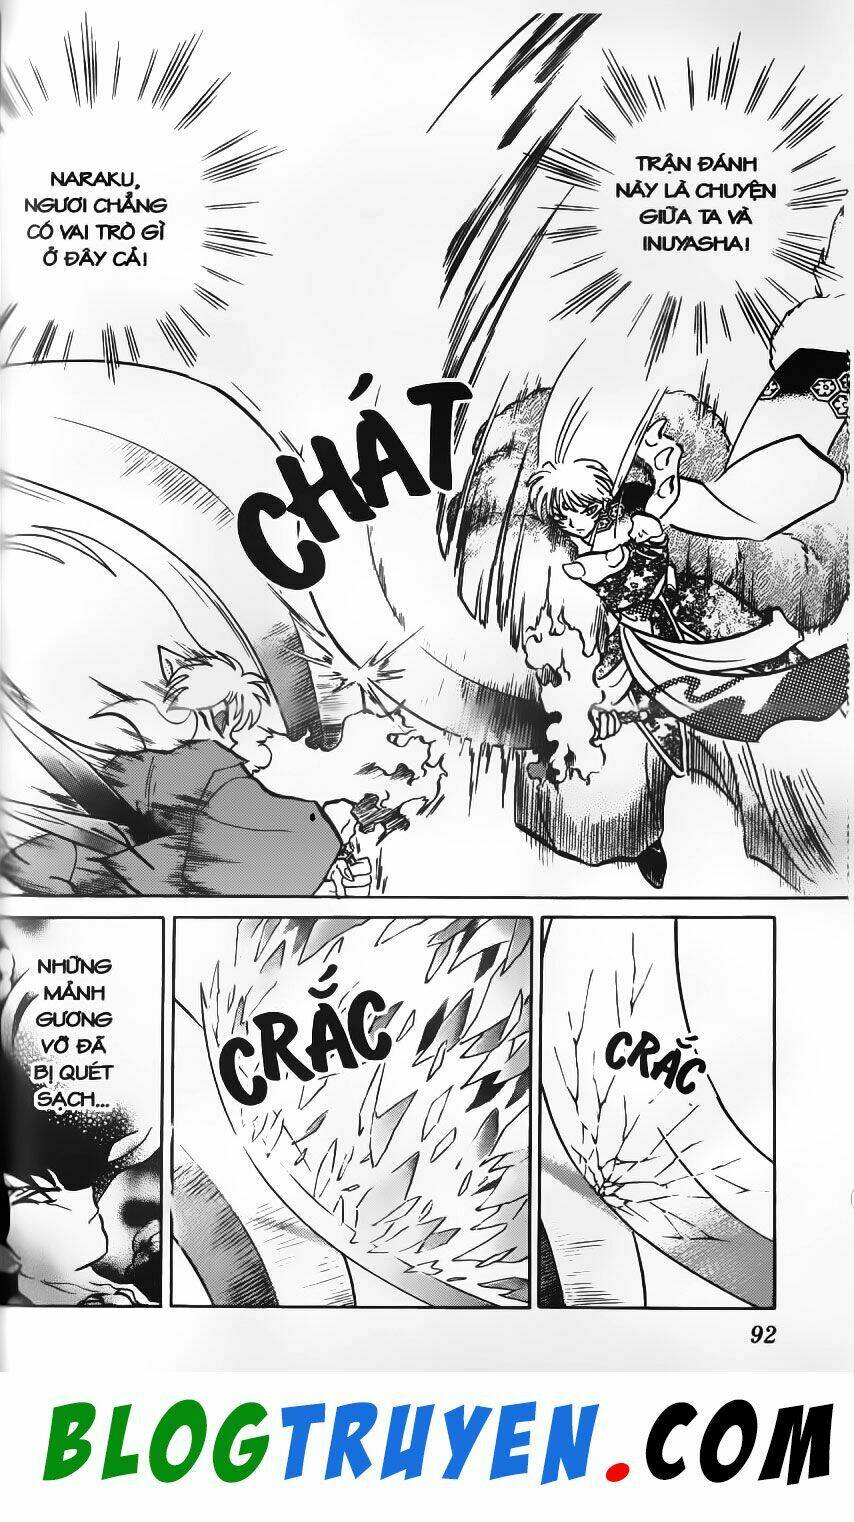 TRẬN ĐÁNH
NÀY LÀ CHUYỆN
GIỮA TA VÀ
INUYASHA!
NARAKU,
NGƯƠI CHẲNG
CÓ VAI TRÒ GÌ
Ở ĐÂY CẢ!
CHÁT
CRẮC
CRẮC
NHỮNG
MẢNH
GƯƠNG
VỠ ĐÃ
BỊ QUÉT
SẠCH...
92
BLOGTRUYEN.COM